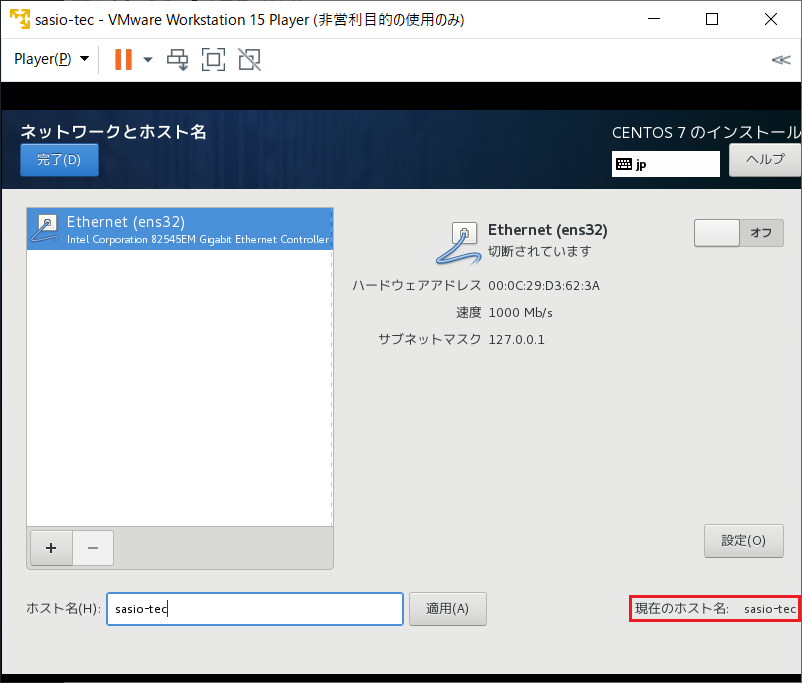 sasio-tec - VMware Workstation 15 Player (非営利目的の使用のみ)
Player(P)
ネットワークとホスト名
CENTOS 7 のインストール
完了(D)
jp
ヘルプ
Ethernet (ens32)
Intel Corporation 82545EM Gigabit Ethernet Controller
Ethernet (ens32)
切断されています
オフ
ハードウェアアドレス 00:0C:29:D3:62:3A
速度 1000 Mb/s
サブネットマスク 127.0.0.1
+
−
設定(O)
ホスト名(H): sasio-tec 適用(A) 現在のホスト名: sasio-tec